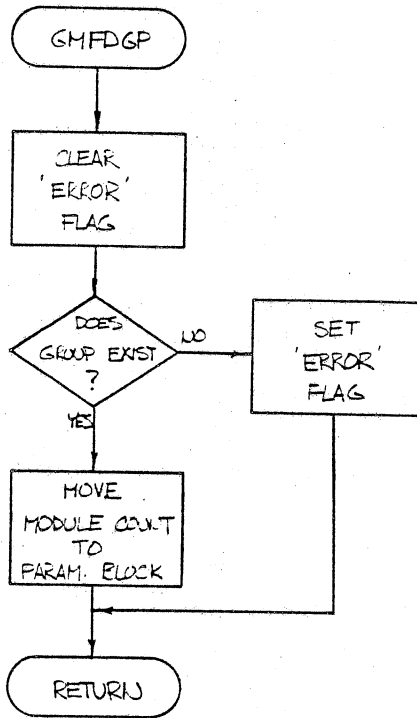 GMFDGP
CLEAR
'ERROR'
FLAG
DOES
GROUP EXIST
?
NO
SET
'ERROR'
FLAG
YES
MOVE
MODULE COUNT
TO
PARAM. BLOCK
RETURN